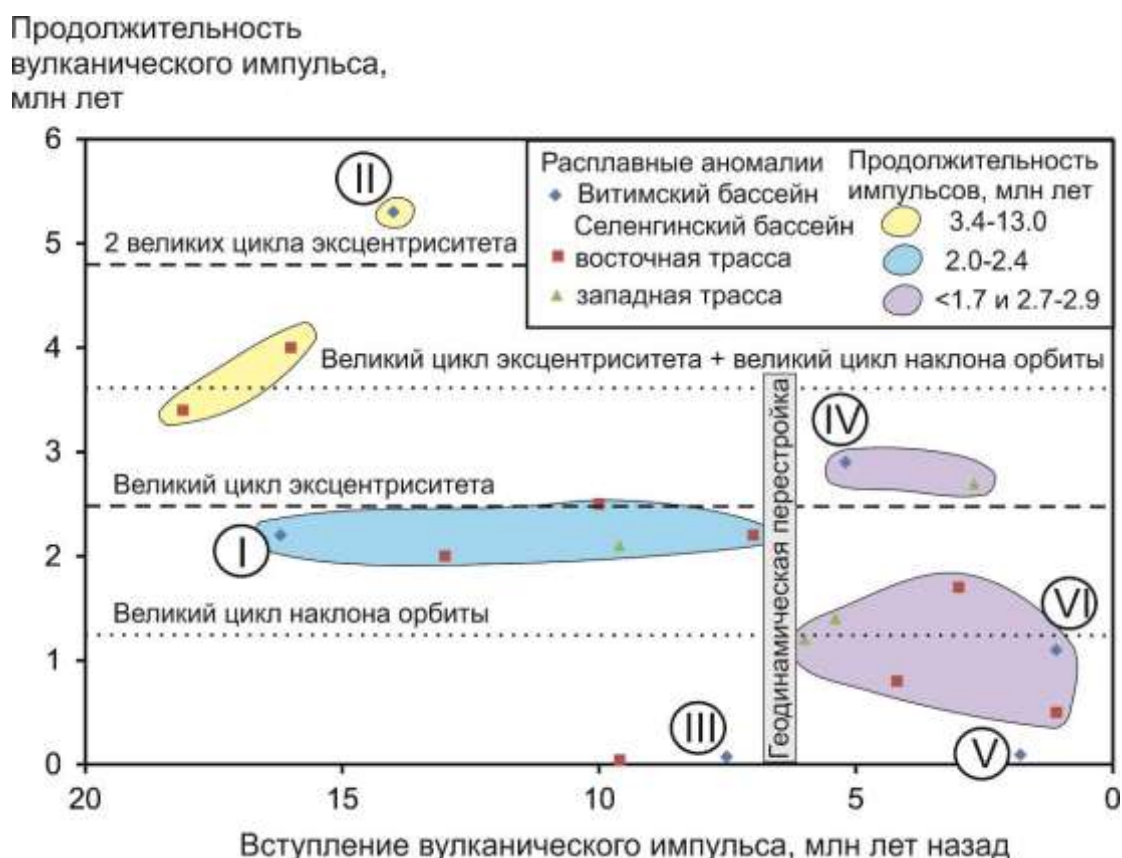 Продолжительность
вулканического импульса,
млн лет
6
5
4
3
2
1
0
20
15
10
5
0
Расплавные аномалии
Витимский бассейн
Селенгинский бассейн
восточная трасса
западная трасса
Продолжительность
импульсов, млн лет
3.4-13.0
2.0-2.4
<1.7 и 2.7-2.9
II
2 великих цикла эксцентриситета
Великий цикл эксцентриситета + великий цикл наклона орбиты
IV
Великий цикл эксцентриситета
I
Великий цикл наклона орбиты
VI
III
V
Геодинамическая перестройка
Вступление вулканического импульса, млн лет назад